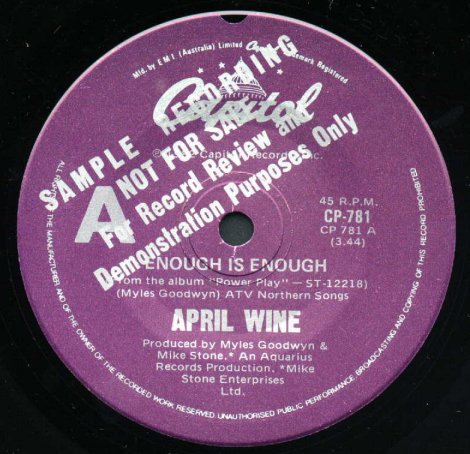 Mfd. by E.M.I. (Australia) Limited Trademark Registered
Capitol
SAMPLE RECORDING
NOT FOR SALE
For Record Review and
Demonstration Purposes Only
Capitol Records, Inc.
A
45 R.P.M.
CP-781
CP 781 A
(3.44)
ENOUGH IS ENOUGH
from the album "Power Play" — ST-12218)
(Myles Goodwyn) ATV Northern Songs
APRIL WINE
Produced by Myles Goodwyn &
Mike Stone.* An Aquarius
Records Production, *Mike
Stone Enterprises
Ltd.
ALL RIGHTS OF THE MANUFACTURER AND OF THE OWNER OF THE RECORDED WORK RESERVED UNAUTHORISED PUBLIC PERFORMANCE BROADCASTING AND COPYING OF THIS RECORD PROHIBITED